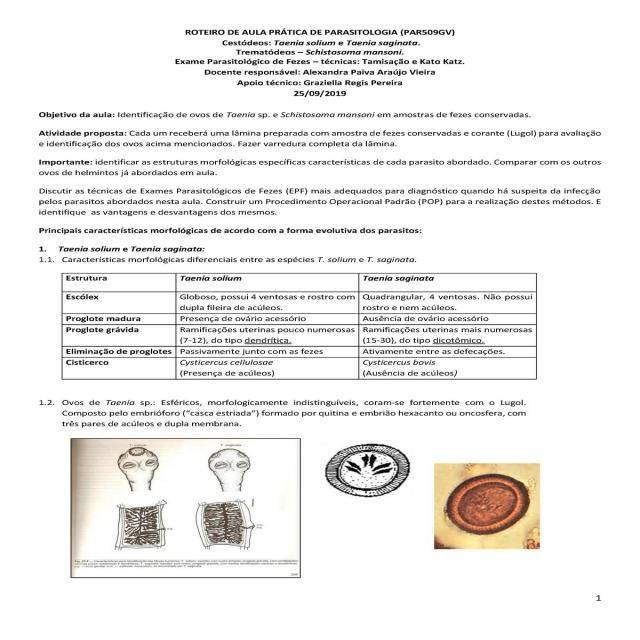 ROTEIRO DE AULA PRÁTICA DE PARASITOLOGIA (PAR509GV)
Cestódeos: Taenia solium e Taenia saginata.
Trematódeos – Schistosoma mansoni.
Exame Parasitológico de Fezes – técnicas: Tamisação e Kato Katz.
Docente responsável: Alexandra Paiva Araújo Vieira
Apoio técnico: Graziella Regis Pereira
25/09/2019
Objetivo da aula: Identificação de ovos de Taenia sp. e Schistosoma mansoni em amostras de fezes conservadas.
Atividade proposta: Cada um receberá uma lâmina preparada com amostra de fezes conservadas e corante (Lugol) para avaliação
e identificação dos ovos acima mencionados. Fazer varredura completa da lâmina.
Importante: identificar as estruturas morfológicas específicas características de cada parasito abordado. Comparar com os outros
ovos de helmintos já abordados em aula.
Discutir as técnicas de Exames Parasitológicos de Fezes (EPF) mais adequados para diagnóstico quando há suspeita da infecção
pelos parasitos abordados nesta aula. Construir um Procedimento Operacional Padrão (POP) para a realização destes métodos. E
identifique as vantagens e desvantagens dos mesmos.
Principais características morfológicas de acordo com a forma evolutiva dos parasitos:
1. Taenia solium e Taenia saginata:
1.1. Características morfológicas diferenciais entre as espécies T. solium e T. saginata.
Estrutura Taenia solium Taenia saginata
Escólex Globoso, possui 4 ventosas e rostro com Quadrangular, 4 ventosas. Não possui
dupla fileira de acúleos. rostro e nem acúleos.
Proglote madura Presença de ovário acessório Ausência de ovário acessório
Proglote grávida Ramificações uterinas pouco numerosas Ramificações uterinas mais numerosas
(7-12), do tipo dendrítica. (15-30), do tipo dicotômico.
Eliminação de proglotes Passivamente junto com as fezes Ativamente entre as defecações.
Cisticerco Cysticercus cellulosae Cysticercus bovis
(Presença de acúleos) (Ausência de acúleos)
1.2. Ovos de Taenia sp.: Esféricos, morfologicamente indistinguíveis, coram-se fortemente com o Lugol.
Composto pelo embrióforo (“casca estriada”) formado por quitina e embrião hexacanto ou oncosfera, com
três pares de acúleos e dupla membrana.
1